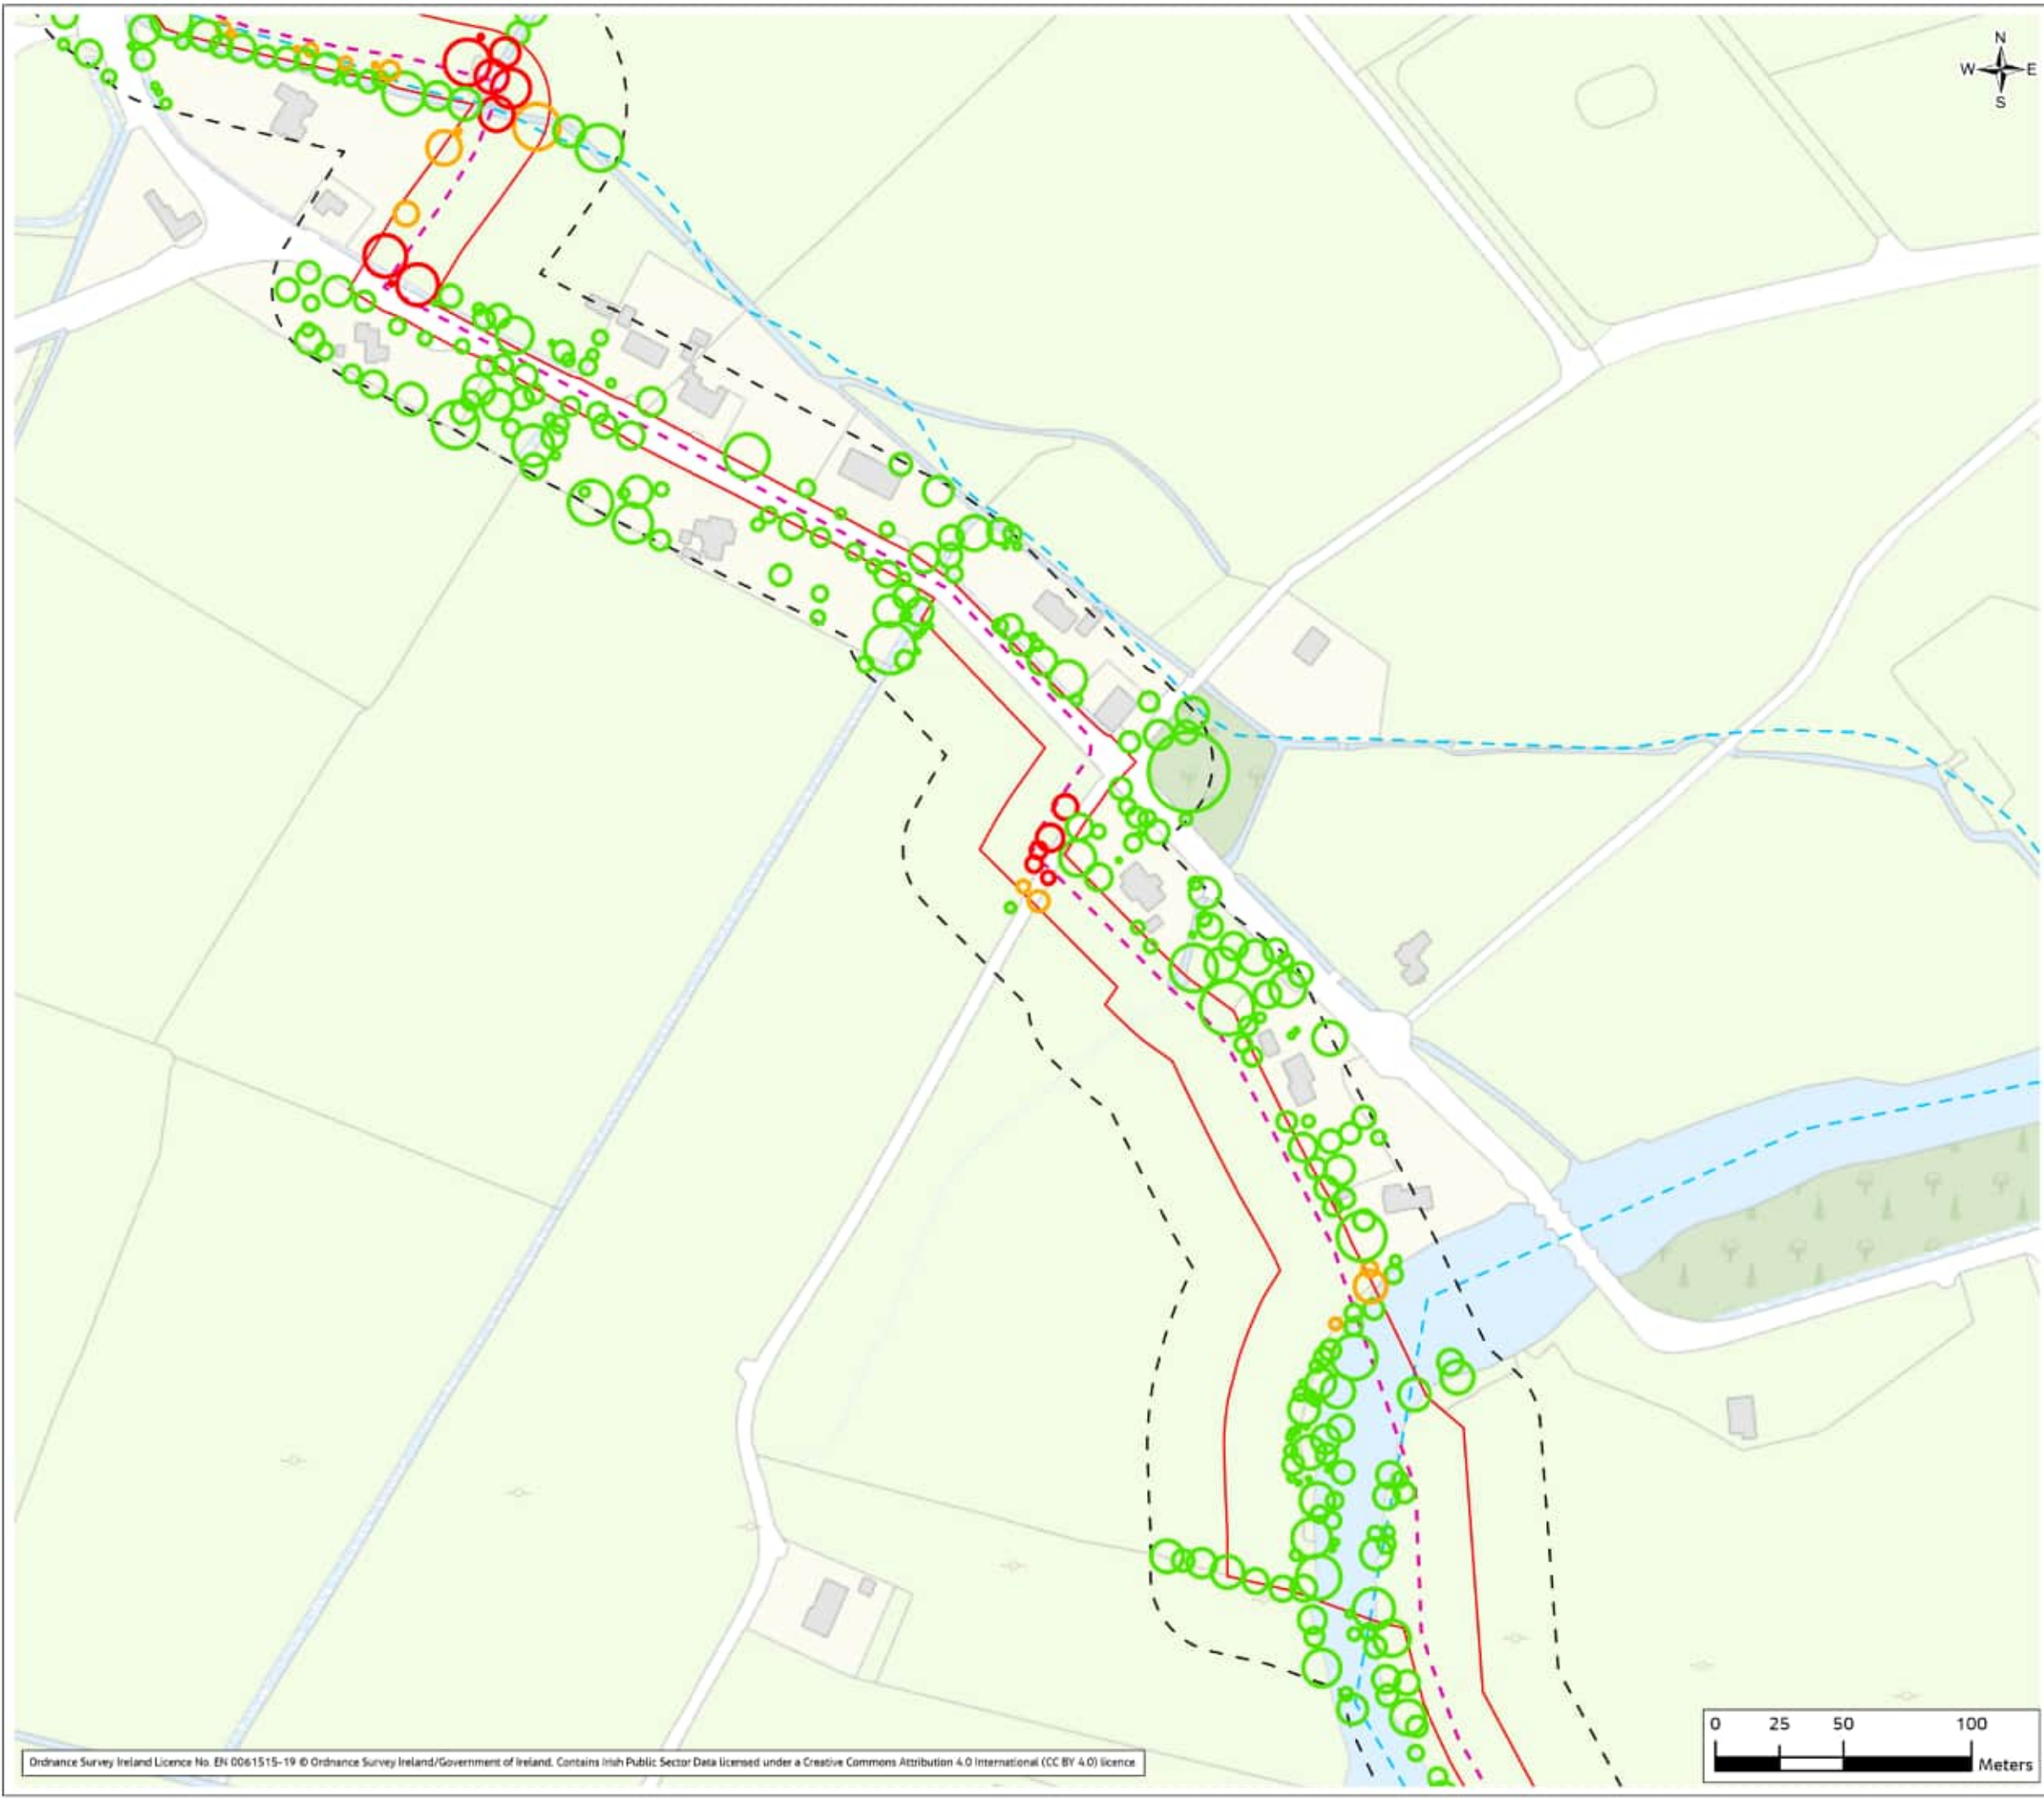 N
W E
S
0 25 50 100
Meters
Ordnance Survey Ireland Licence No. EN 0061515-19 © Ordnance Survey Ireland/Government of Ireland. Contains Irish Public Sector Data licensed under a Creative Commons Attribution 4.0 International (CC BY 4.0) licence